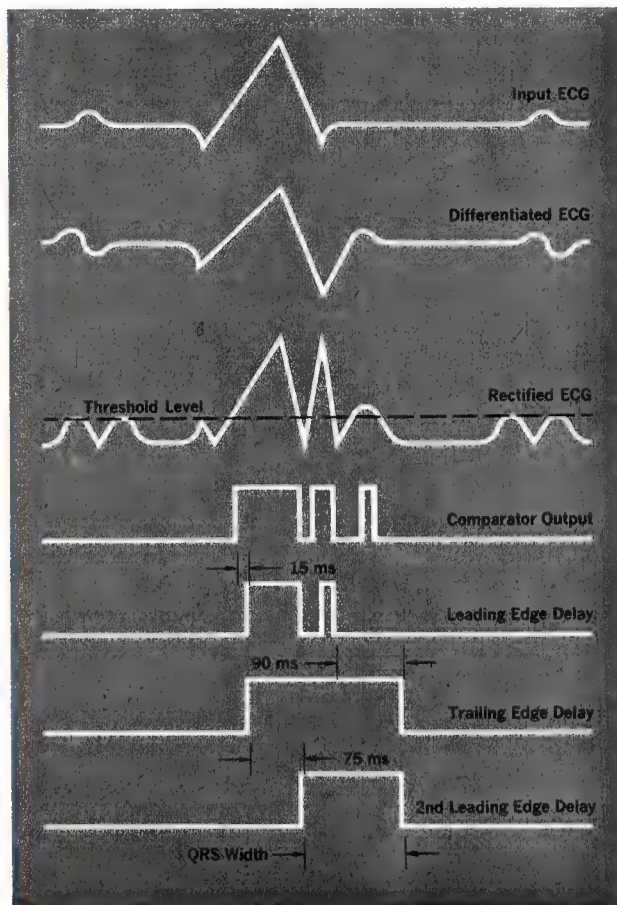 Input ECG
Differentiated ECG
Threshold Level
Rectified ECG
Comparator Output
15 ms
Leading Edge Delay
90 ms
Trailing Edge Delay
75 ms
2nd Leading Edge Delay
QRS Width